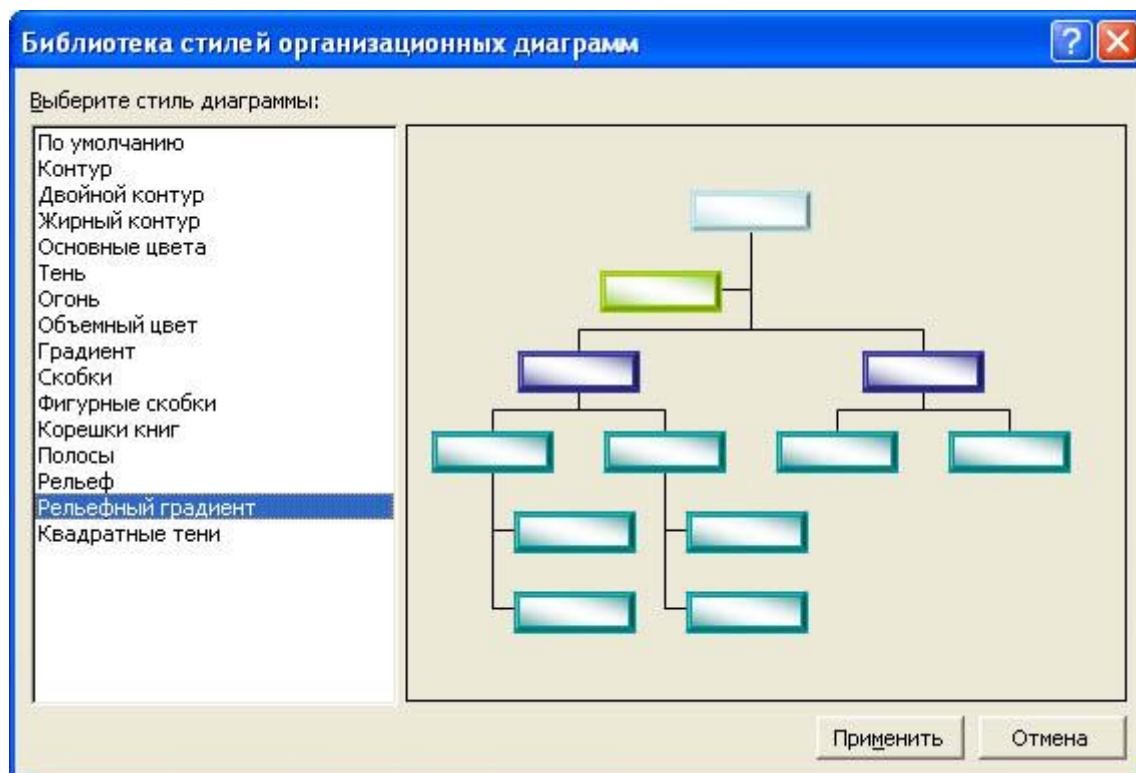 Библиотека стилей организационных диаграмм
Выберите стиль диаграммы:
По умолчанию
Контур
Двойной контур
Жирный контур
Основные цвета
Тень
Огонь
Объемный цвет
Градиент
Скобки
Фигурные скобки
Корешки книг
Полосы
Рельеф
Рельефный градиент
Квадратные тени
Применить
Отмена